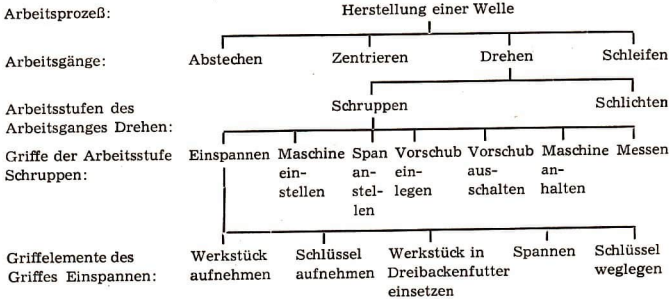 Arbeitsprozeß: Herstellung einer Welle
Arbeitsgänge: Abstechen Zentrieren Drehen Schleifen
Arbeitsstufen des Schruppen Schlichten
Arbeitsganges Drehen:
Griffe der Arbeitsstufe Einspannen Maschine Span Vorschub Vorschub Maschine Messen
Schruppen: ein- an- ein- aus- an-
stellen stel- legen schalten halten
len
Griffelemente des Werkstück Schlüssel Werkstück in Spannen Schlüssel
Griffes Einspannen: aufnehmen aufnehmen Dreibackenfutter weglegen
einsetzen